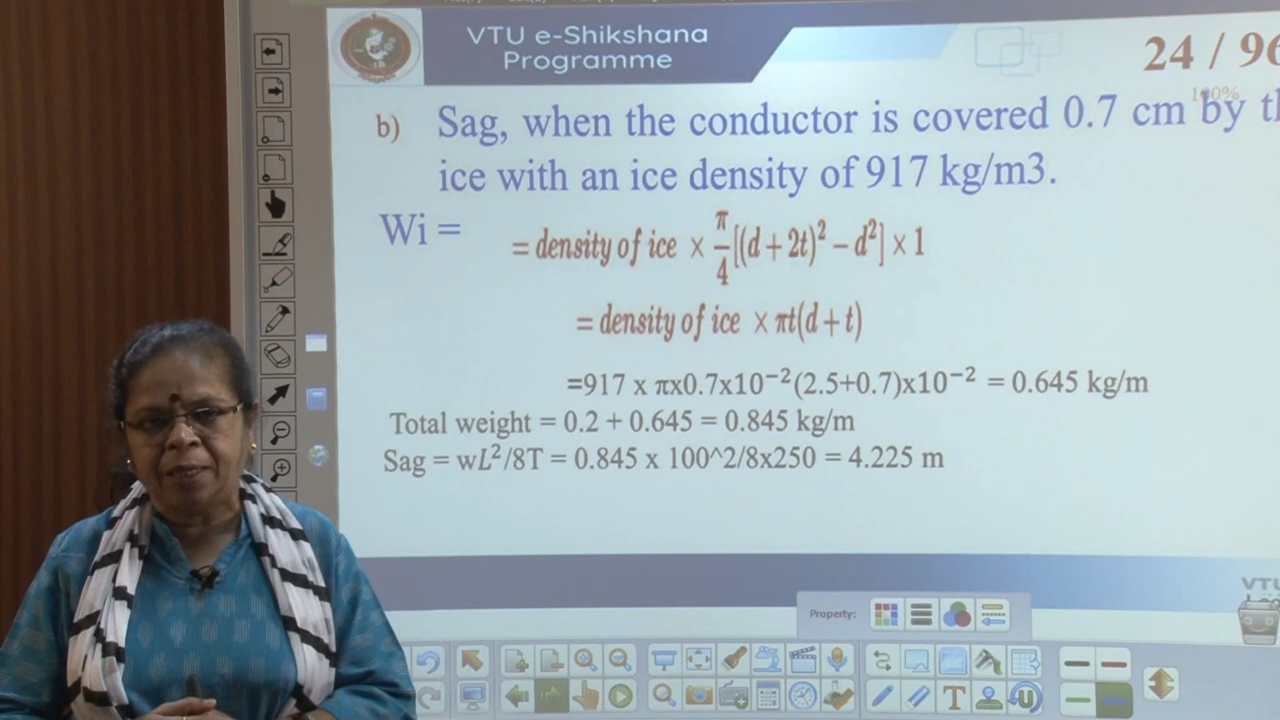 VTU e-Shikshana
Programme
24 / 96
100%
b) Sag, when the conductor is covered 0.7 cm by
ice with an ice density of 917 kg/m3.
Wi = = density of ice × π/4 [(d + 2t)² − d²] × 1
= density of ice × πt(d + t)
=917 x πx0.7x10⁻²(2.5+0.7)x10⁻² = 0.645 kg/m
Total weight = 0.2 + 0.645 = 0.845 kg/m
Sag = wL²/8T = 0.845 x 100^2/8x250 = 4.225 m
VTU
Property: